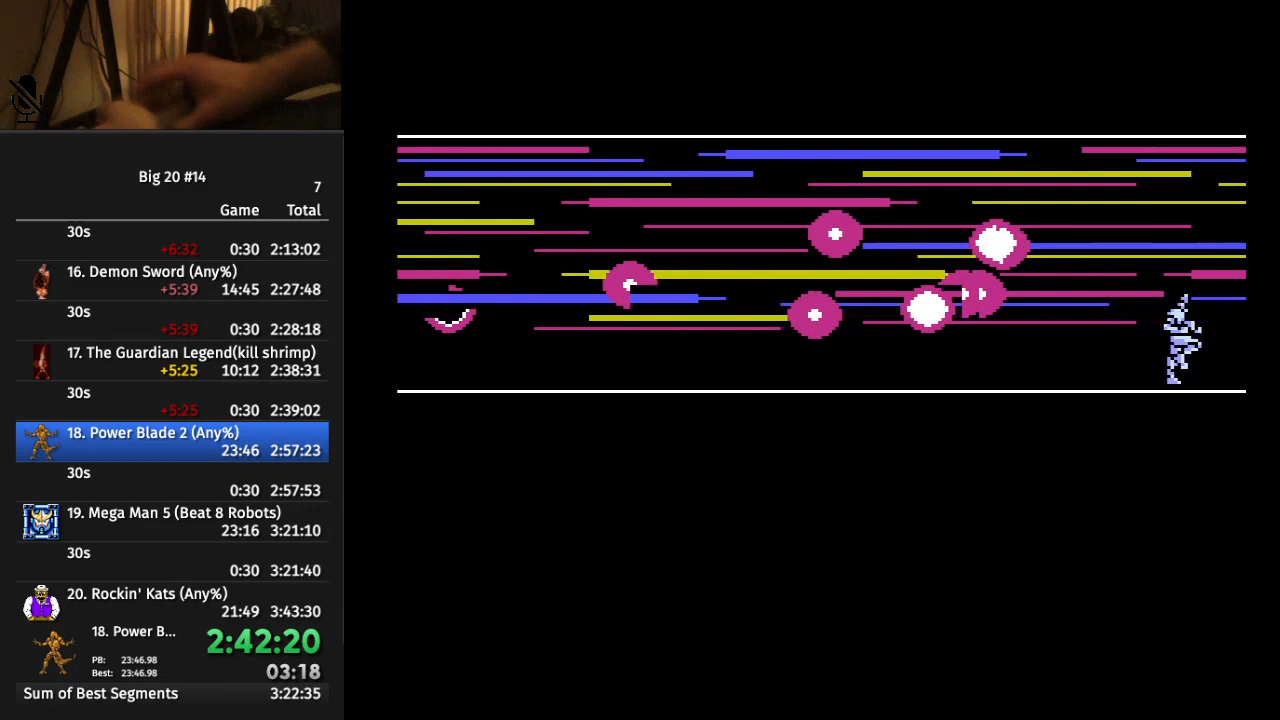 Big 20 #14
7
Game Total
30s
+6:32 0:30 2:13:02
16. Demon Sword (Any%)
+5:39 14:45 2:27:48
30s
+5:39 0:30 2:28:18
17. The Guardian Legend(kill shrimp)
+5:25 10:12 2:38:31
30s
+5:25 0:30 2:39:02
18. Power Blade 2 (Any%)
23:46 2:57:23
30s
0:30 2:57:53
19. Mega Man 5 (Beat 8 Robots)
23:16 3:21:10
30s
0:30 3:21:40
20. Rockin' Kats (Any%)
21:49 3:43:30
18. Power B... 2:42:20
PB: 23:46.98 03:18
Best: 23:46.98
Sum of Best Segments 3:22:35